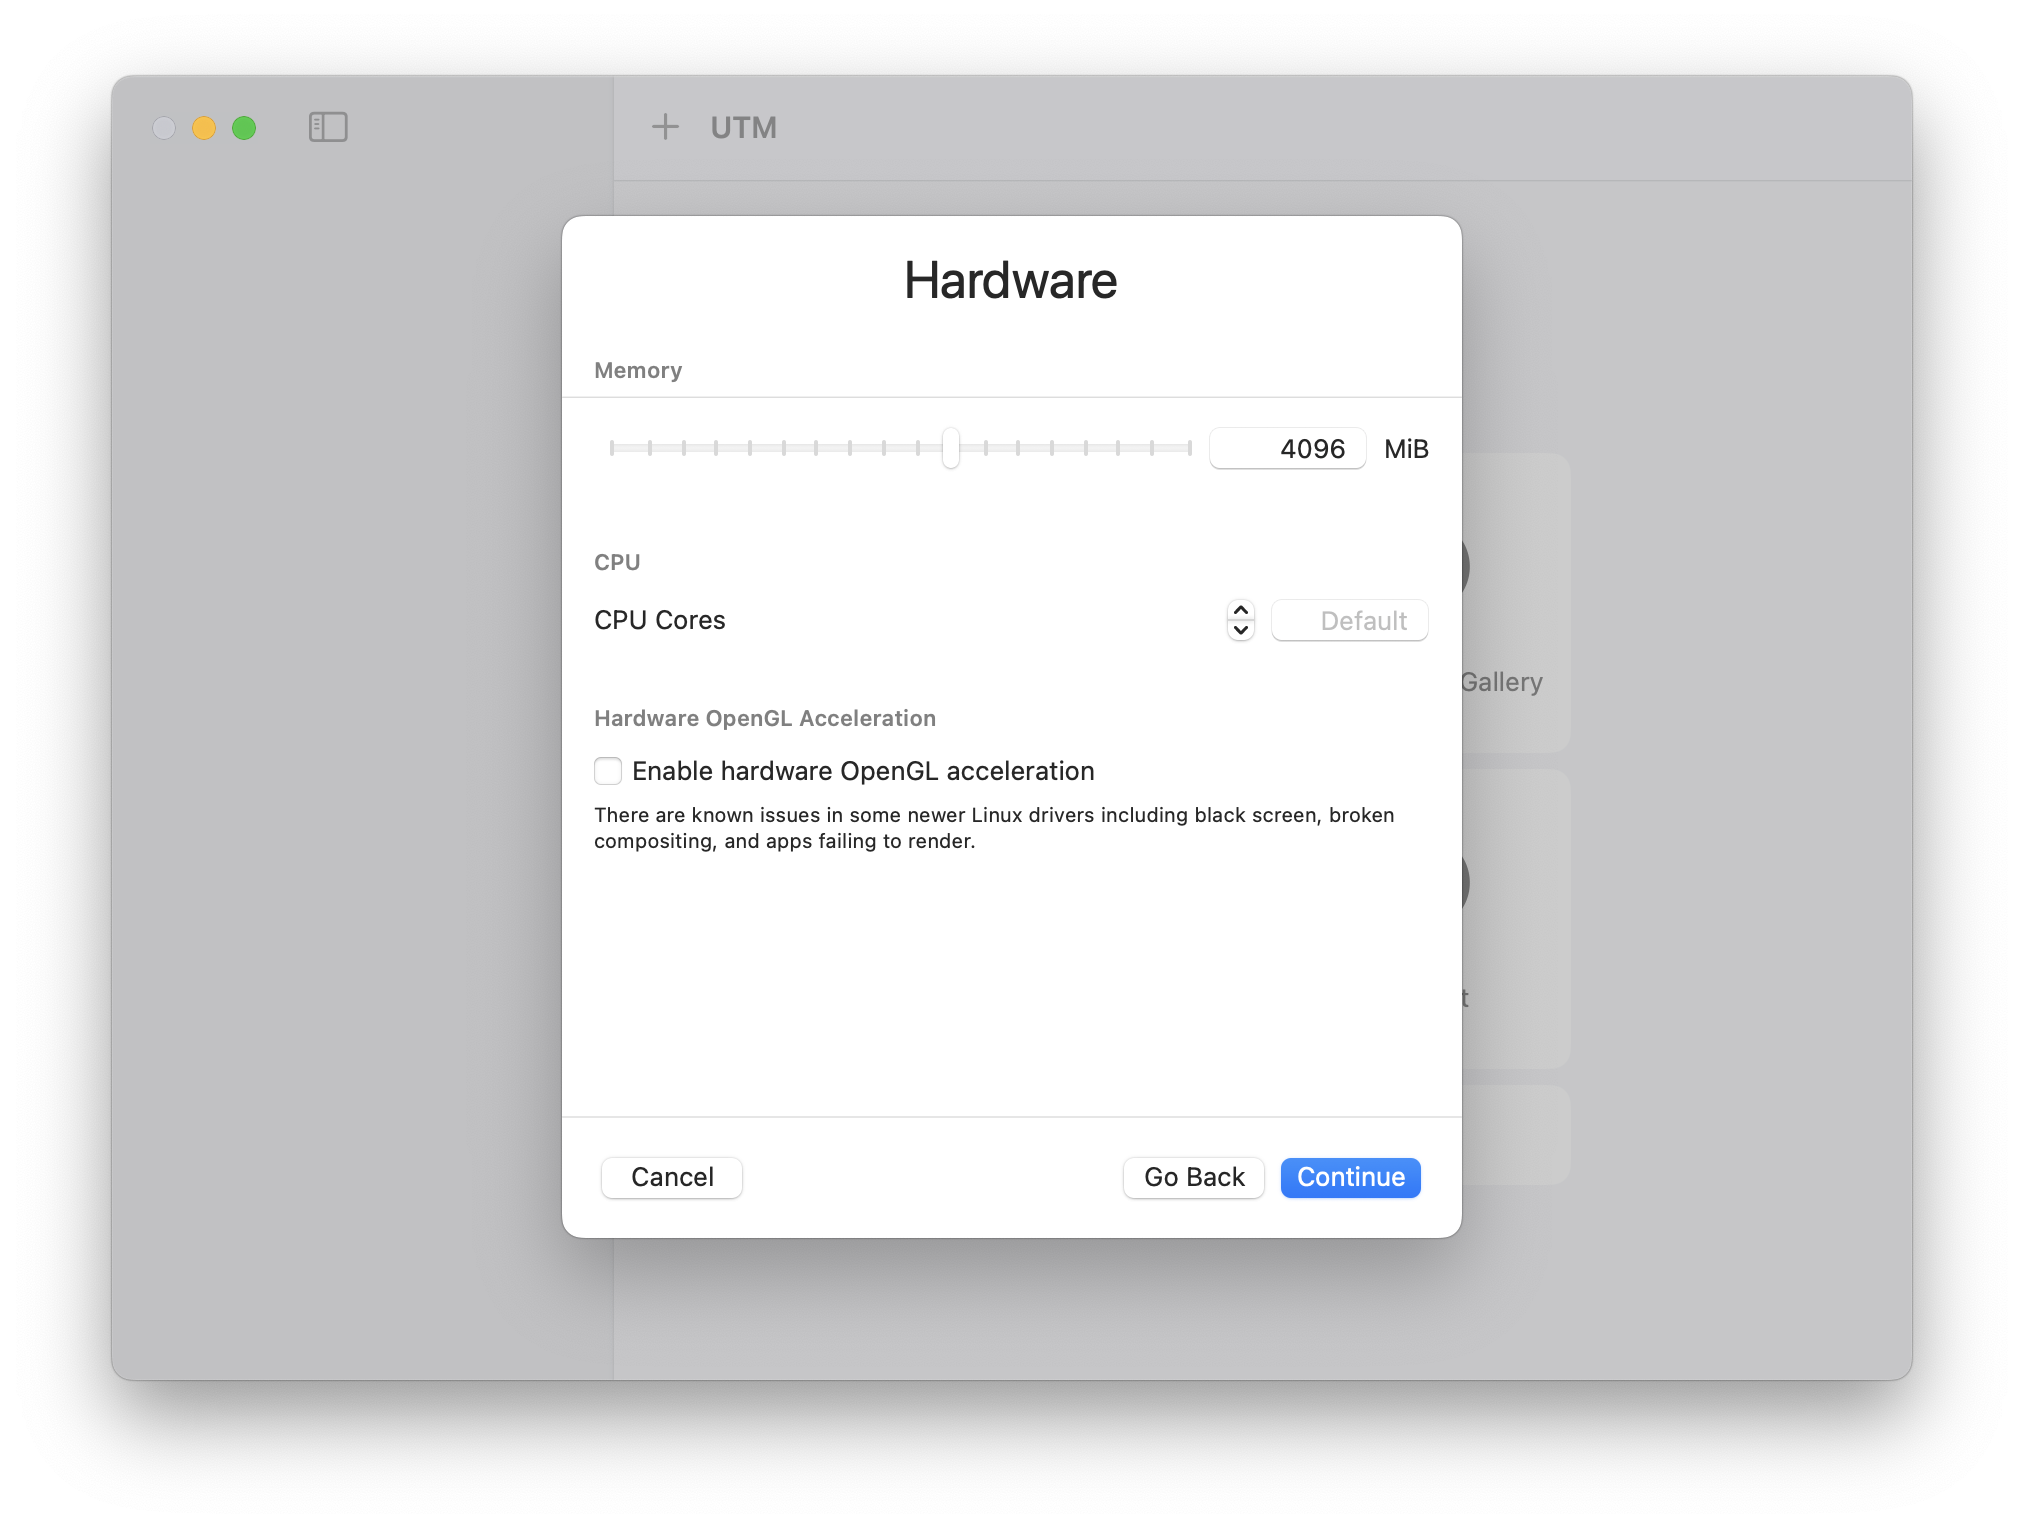 UTM
Hardware
Memory
4096 MiB
CPU
CPU Cores
Default
Gallery
Hardware OpenGL Acceleration
Enable hardware OpenGL acceleration
There are known issues in some newer Linux drivers including black screen, broken
compositing, and apps failing to render.
t
Cancel
Go Back
Continue